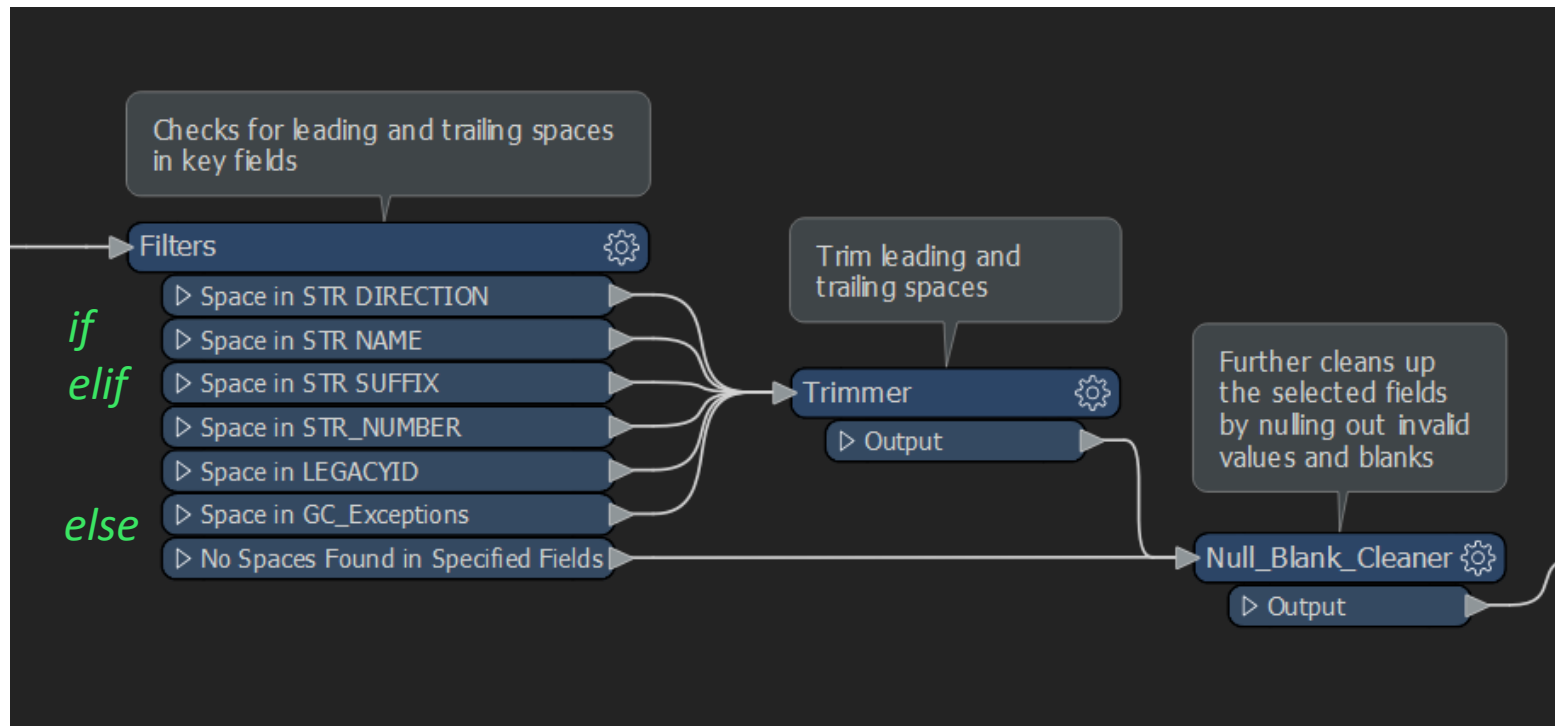 Checks for leading and trailing spaces
in key fields
Filters
Space in STR DIRECTION
if
Space in STR NAME
elif
Space in STR SUFFIX
Space in STR_NUMBER
Space in LEGACYID
else
Space in GC_Exceptions
No Spaces Found in Specified Fields
Trim leading and
trailing spaces
Trimmer
Output
Further cleans up
the selected fields
by nulling out invalid
values and blanks
Null_Blank_Cleaner
Output